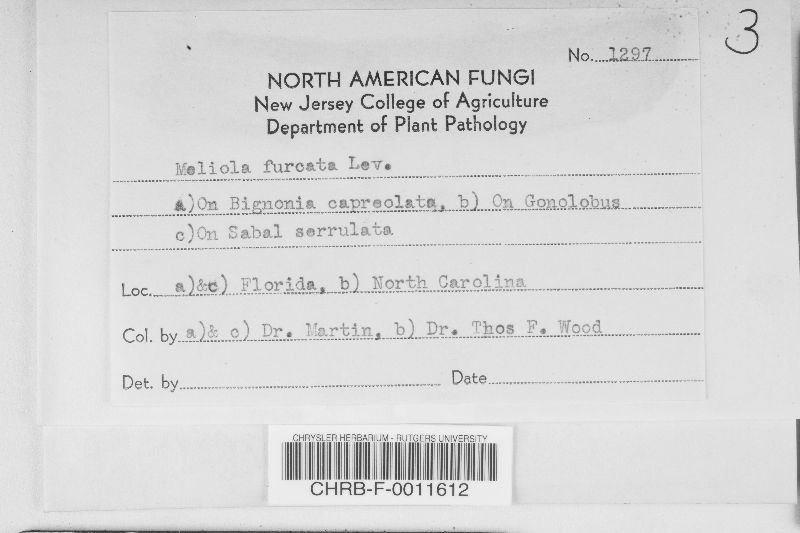 3
No. 1297
NORTH AMERICAN FUNGI
New Jersey College of Agriculture
Department of Plant Pathology
Meliola furcata Lev.
a)On Bignonia capreolata, b) On Gonolobus
c)On Sabal serrulata
Loc. a)&c) Florida, b) North Carolina
Col. by a)& c) Dr. Martin, b) Dr. Thos F. Wood
Det. by Date
CHRYSLER HERBARIUM - RUTGERS UNIVERSITY
CHRB-F-0011612